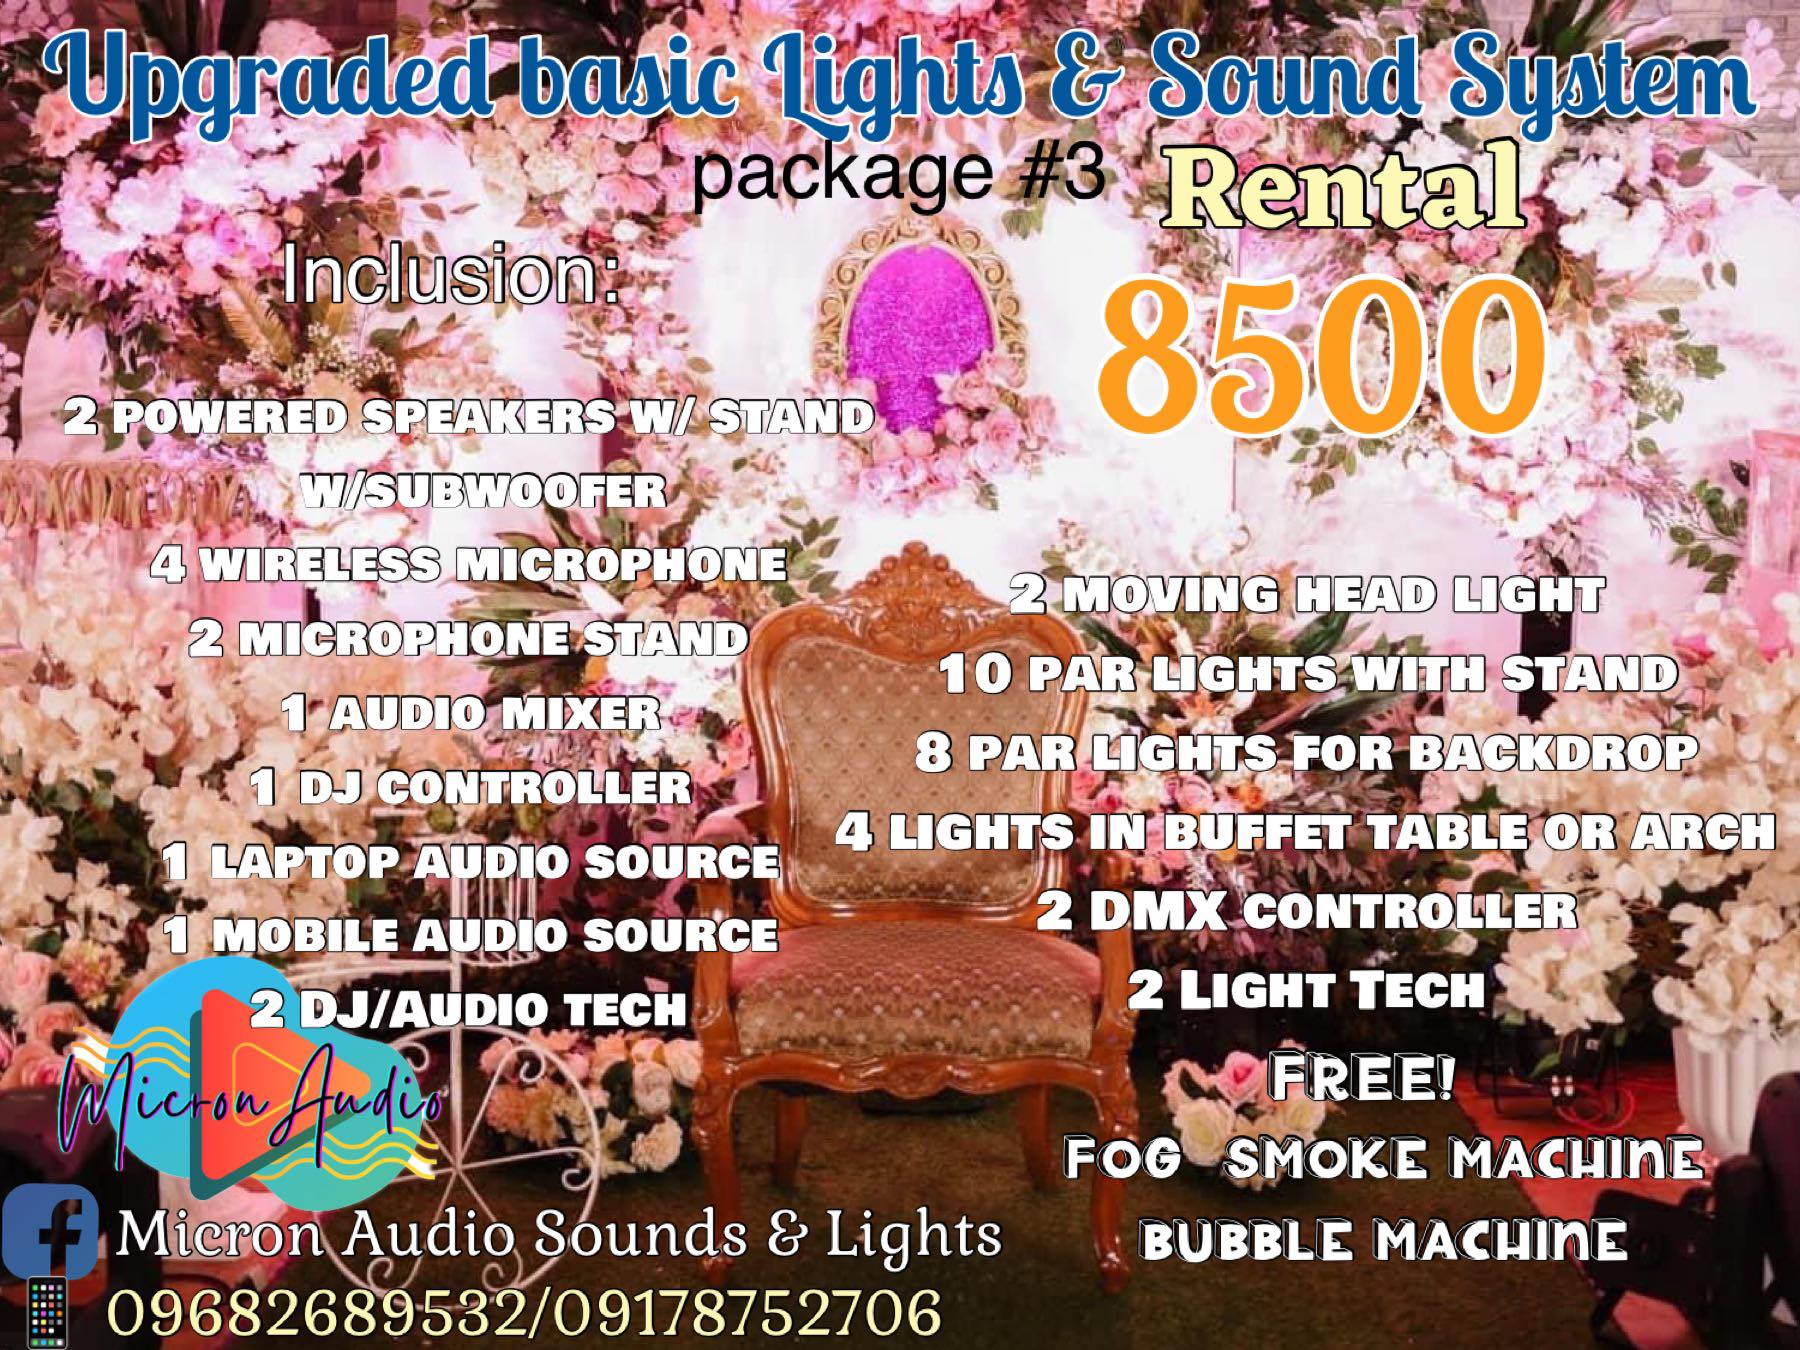 Upgraded basic Lights & Sound System
package #3 Rental
8500
Inclusion:
2 POWERED SPEAKERS W/ STAND
W/SUBWOOFER
4 WIRELESS MICROPHONE
2 MICROPHONE STAND
1 AUDIO MIXER
1 DJ CONTROLLER
1 LAPTOP AUDIO SOURCE
1 MOBILE AUDIO SOURCE
2 DJ/AUDIO TECH
2 MOVING HEAD LIGHT
10 PAR LIGHTS WITH STAND
8 PAR LIGHTS FOR BACKDROP
4 LIGHTS IN BUFFET TABLE OR ARCH
2 DMX CONTROLLER
2 LIGHT TECH
FREE!
FOG SMOKE MACHINE
BUBBLE MACHINE
Micron Audio
f Micron Audio Sounds & Lights
09682689532/09178752706